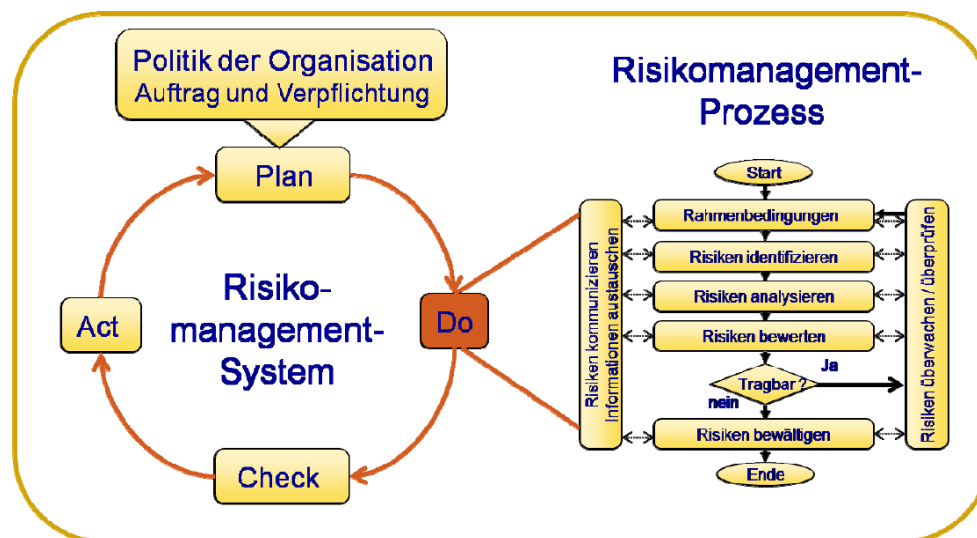 Politik der Organisation
Auftrag und Verpflichtung
Plan
Do
Check
Act
Risiko-
management-
System
Risikomanagement-
Prozess
Start
Rahmenbedingungen
Risiken identifizieren
Risiken analysieren
Risiken bewerten
Ja
Tragbar ?
nein
Risiken bewältigen
Ende
Risiken kommunizieren
Informationen austauschen
Risiken überwachen / überprüfen